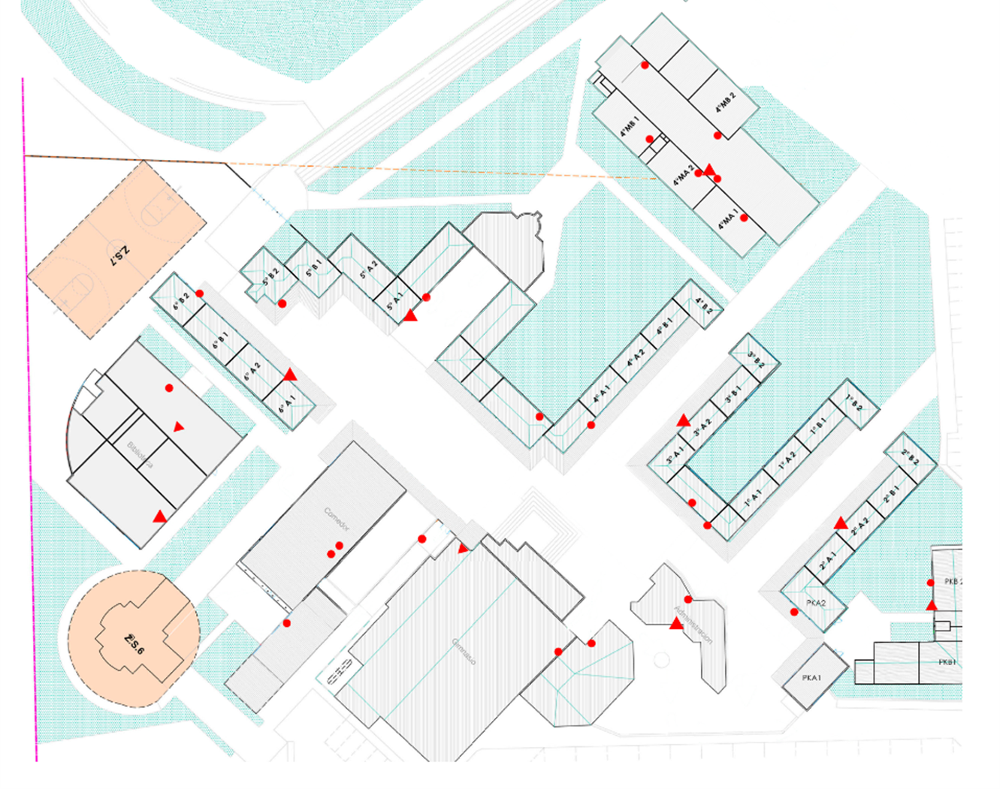 4°MB 2
4°MB 1
4°MA 2
4°MA 1
Z.S.7
5° B 2
5° B 1
5° A 2
5° A 1
6° B 2
6° B 1
6° A 2
6° A 1
4° B 2
4° B 1
4° A 2
4° A 1
3° B 2
3° B 1
3° A 2
3° A 1
1° B 2
1° B 1
1° A 2
1° A 1
2° B 2
2° B 1
2° A 2
2° A 1
Biblioteca
Comedor
Gimnasio
Administracion
PKA2
PKA1
PKB 2
PKB1
Z.S.6